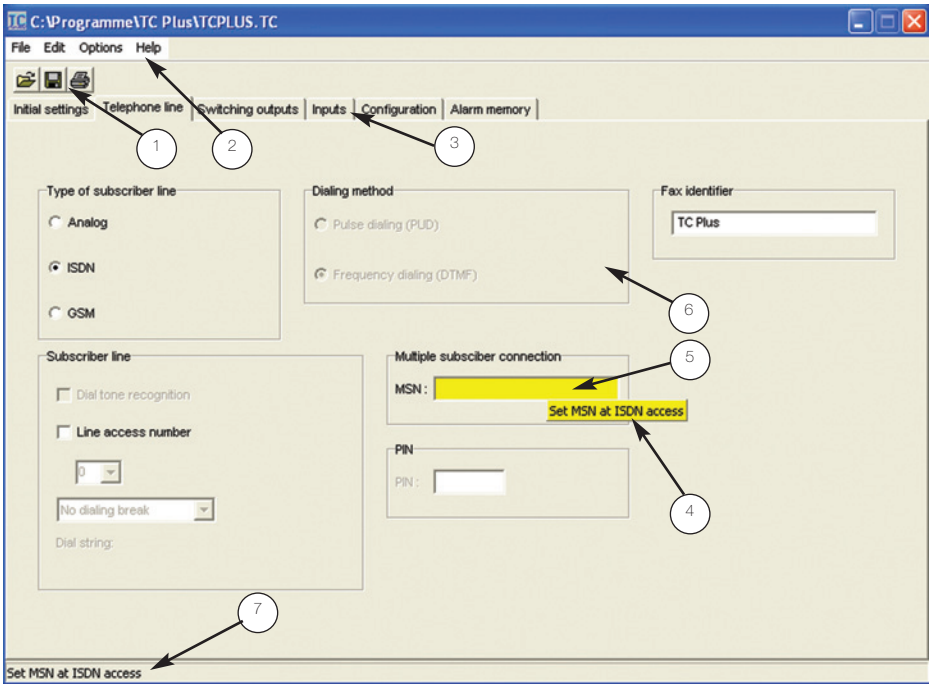 TC C:\Programme\TC Plus\TCPLUS.TC
File Edit Options Help
Initial settings Telephone line Switching outputs Inputs Configuration Alarm memory
1 2 3
Type of subscriber line
Analog
ISDN
GSM
Dialing method
Pulse dialing (PUD)
Frequency dialing (DTMF)
Fax identifier
TC Plus
6
Subscriber line
Dial tone recognition
Line access number
0
No dialing break
Dial string:
Multiple subsciber connection
MSN :
5
Set MSN at ISDN access
PIN
PIN :
4
7
Set MSN at ISDN access